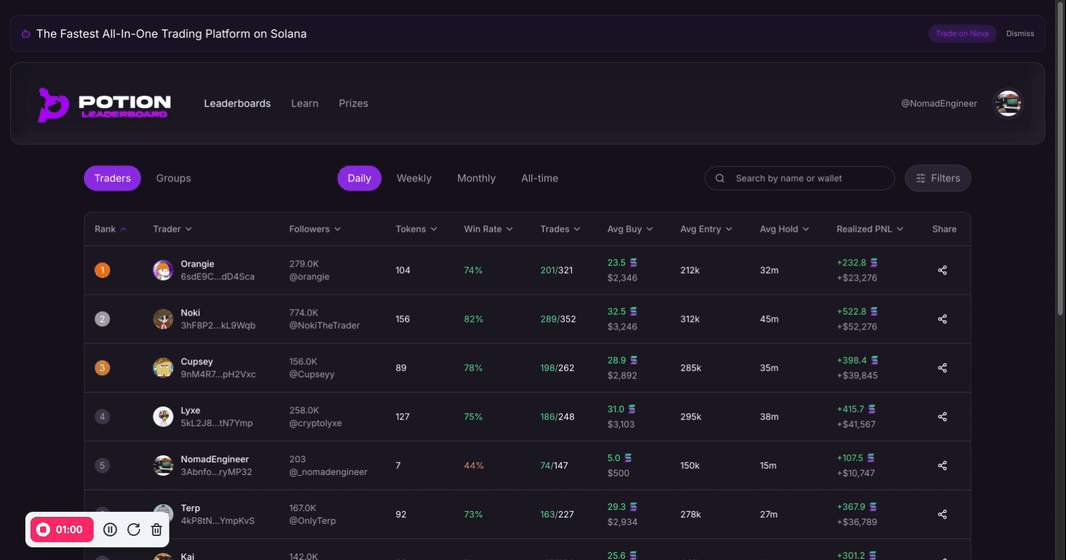 The Fastest All-In-One Trading Platform on Solana
Trade on Nova
Dismiss
POTION
LEADERBOARD
Leaderboards Learn Prizes
@NomadEngineer
Traders Groups
Daily Weekly Monthly All-time
Search by name or wallet
Filters
Rank Trader Followers Tokens Win Rate Trades Avg Buy Avg Entry Avg Hold Realized PNL Share
1 Orangie 279.0K 104 74% 201/321 23.5 212k 32m +232.8
6sdE9C...dD4Sca @orangie $2,346 +$23,276
2 Noki 774.0K 156 82% 289/352 32.5 312k 45m +522.8
3hF8P2...kL9Wqb @NokiTheTrader $3,246 +$52,276
3 Cupsey 156.0K 89 78% 198/262 28.9 285k 35m +398.4
9nM4R7...pH2Vxc @Cupseyy $2,892 +$39,845
4 Lyxe 258.0K 127 75% 186/248 31.0 295k 38m +415.7
5kL2J8...tN7Ymp @cryptolyxe $3,103 +$41,567
5 NomadEngineer 203 7 44% 74/147 5.0 150k 15m +107.5
3Abnfo...ryMP32 @_nomadengineer $500 +$10,747
Terp 167.0K 92 73% 163/227 29.3 278k 27m +367.9
4kP8tN...YmpKvS @OnlyTerp $2,934 +$36,789
Kai 142.0K 25.6 +301.2
01:00